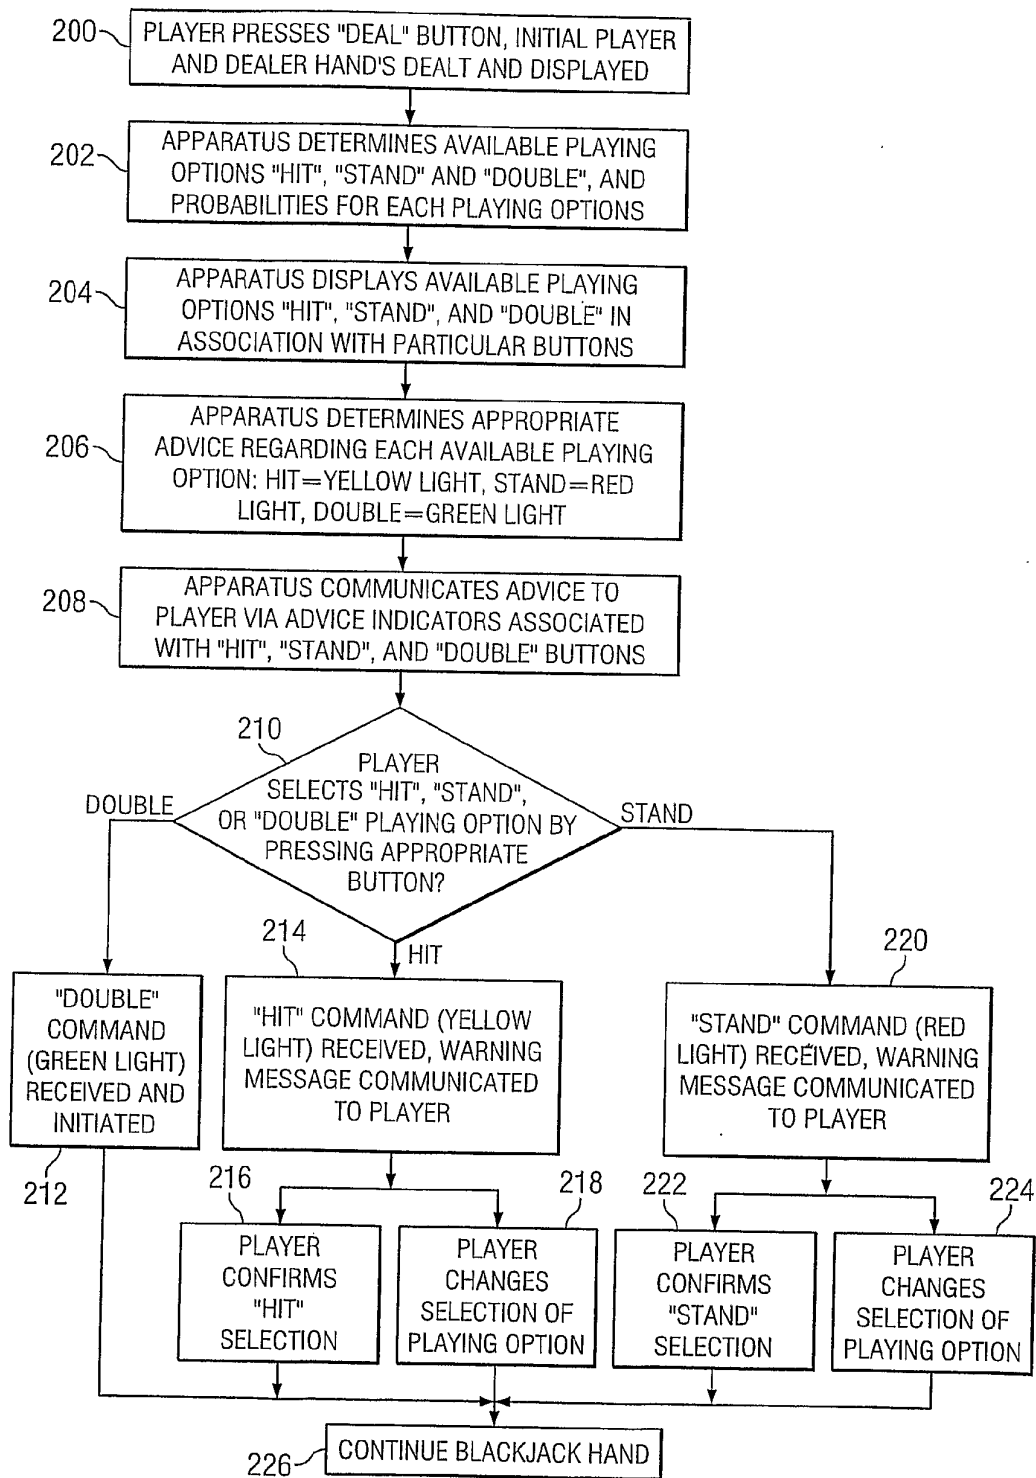 200
PLAYER PRESSES "DEAL" BUTTON, INITIAL PLAYER
AND DEALER HAND'S DEALT AND DISPLAYED
202
APPARATUS DETERMINES AVAILABLE PLAYING
OPTIONS "HIT", "STAND" AND "DOUBLE", AND
PROBABILITIES FOR EACH PLAYING OPTIONS
204
APPARATUS DISPLAYS AVAILABLE PLAYING
OPTIONS "HIT", "STAND", AND "DOUBLE" IN
ASSOCIATION WITH PARTICULAR BUTTONS
206
APPARATUS DETERMINES APPROPRIATE
ADVICE REGARDING EACH AVAILABLE PLAYING
OPTION: HIT=YELLOW LIGHT, STAND=RED
LIGHT, DOUBLE=GREEN LIGHT
208
APPARATUS COMMUNICATES ADVICE TO
PLAYER VIA ADVICE INDICATORS ASSOCIATED
WITH "HIT", "STAND", AND "DOUBLE" BUTTONS
210
PLAYER
SELECTS "HIT", "STAND",
OR "DOUBLE" PLAYING OPTION BY
PRESSING APPROPRIATE
BUTTON?
DOUBLE
STAND
HIT
"DOUBLE"
COMMAND
(GREEN LIGHT)
RECEIVED AND
INITIATED
212
214
"HIT" COMMAND (YELLOW
LIGHT) RECEIVED, WARNING
MESSAGE COMMUNICATED
TO PLAYER
220
"STAND" COMMAND (RED
LIGHT) RECEIVED, WARNING
MESSAGE COMMUNICATED
TO PLAYER
216
PLAYER
CONFIRMS
"HIT"
SELECTION
218
PLAYER
CHANGES
SELECTION OF
PLAYING OPTION
222
PLAYER
CONFIRMS
"STAND"
SELECTION
224
PLAYER
CHANGES
SELECTION OF
PLAYING OPTION
226
CONTINUE BLACKJACK HAND